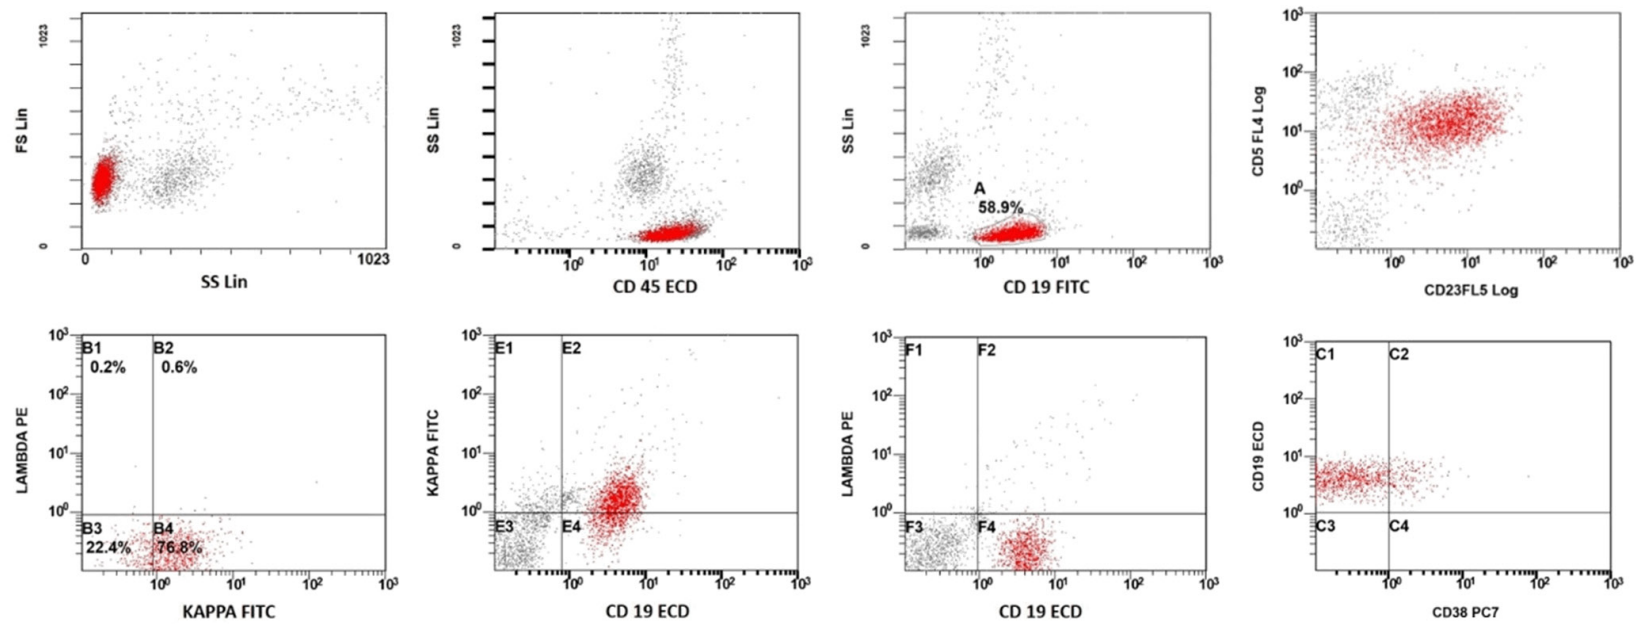 1023
FS Lin
0
0
1023
SS Lin
1023
SS Lin
0
10⁰
10¹
10²
10³
CD 45 ECD
1023
SS Lin
0
A
58.9%
10⁰
10¹
10²
10³
CD 19 FITC
10³
10²
10¹
10⁰
CD5 FL4 Log
10⁰
10¹
10²
10³
CD23FL5 Log
10³
10²
10¹
10⁰
LAMBDA PE
B1
0.2%
B2
0.6%
B3
22.4%
B4
76.8%
10⁰
10¹
10²
10³
KAPPA FITC
10³
10²
10¹
10⁰
KAPPA FITC
E1
E2
E3
E4
10⁰
10¹
10²
10³
CD 19 ECD
10³
10²
10¹
10⁰
LAMBDA PE
F1
F2
F3
F4
10⁰
10¹
10²
10³
CD 19 ECD
10³
10²
10¹
10⁰
CD19 ECD
C1
C2
C3
C4
10⁰
10¹
10²
10³
CD38 PC7